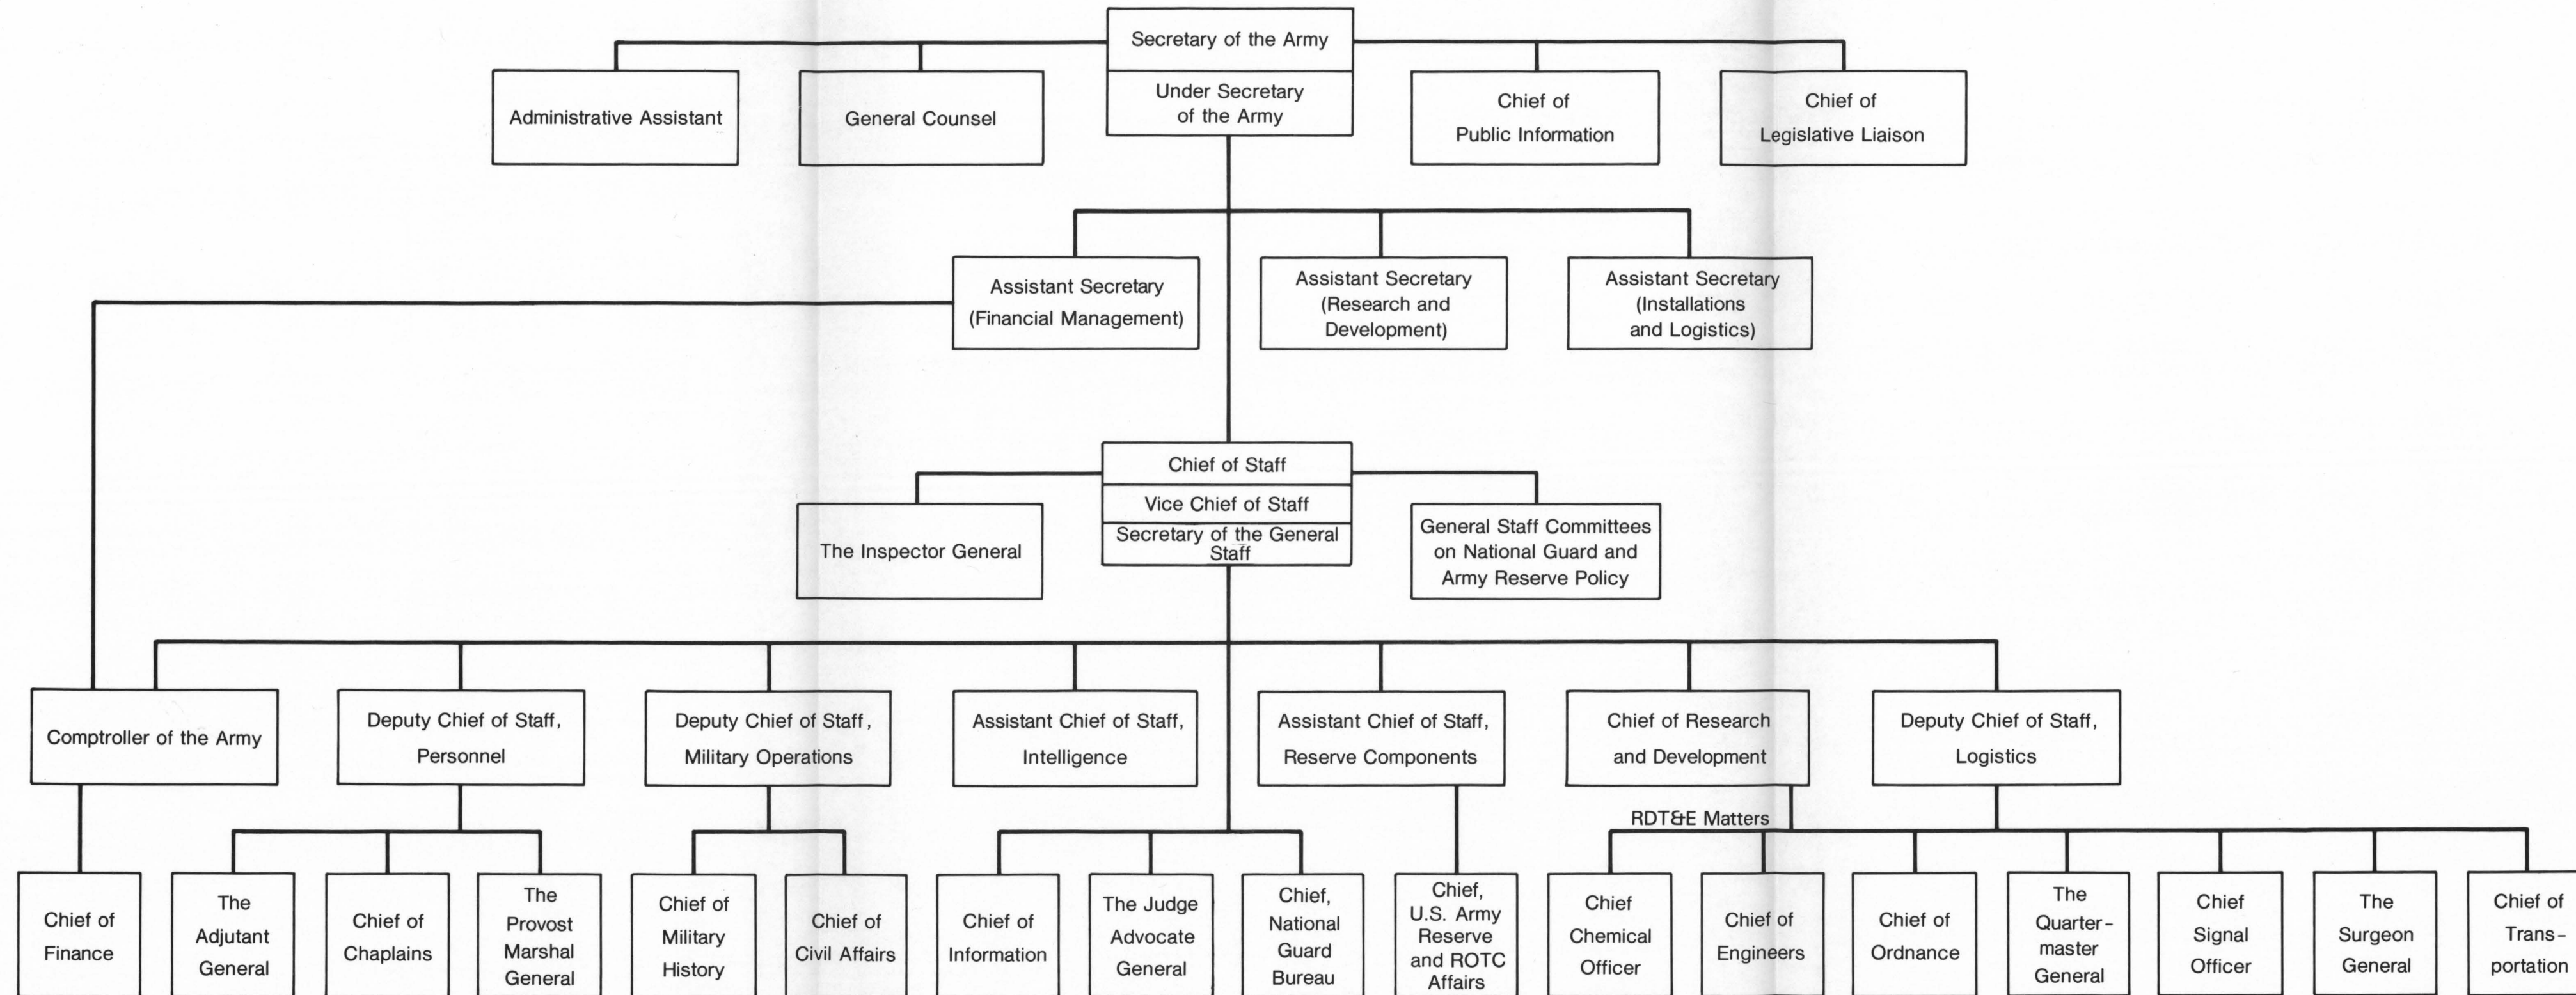 Secretary of the Army
Under Secretary
of the Army
Administrative Assistant
General Counsel
Chief of
Public Information
Chief of
Legislative Liaison
Assistant Secretary
(Financial Management)
Assistant Secretary
(Research and
Development)
Assistant Secretary
(Installations
and Logistics)
Chief of Staff
Vice Chief of Staff
Secretary of the General
Staff
The Inspector General
General Staff Committees
on National Guard and
Army Reserve Policy
Comptroller of the Army
Deputy Chief of Staff,
Personnel
Deputy Chief of Staff,
Military Operations
Assistant Chief of Staff,
Intelligence
Assistant Chief of Staff,
Reserve Components
Chief of Research
and Development
Deputy Chief of Staff,
Logistics
RDT&E Matters
Chief of
Finance
The
Adjutant
General
Chief of
Chaplains
The
Provost
Marshal
General
Chief of
Military
History
Chief of
Civil Affairs
Chief of
Information
The Judge
Advocate
General
Chief,
National
Guard
Bureau
Chief,
U.S. Army
Reserve
and ROTC
Affairs
Chief
Chemical
Officer
Chief of
Engineers
Chief of
Ordnance
The
Quarter-
master
General
Chief
Signal
Officer
The
Surgeon
General
Chief of
Trans-
portation